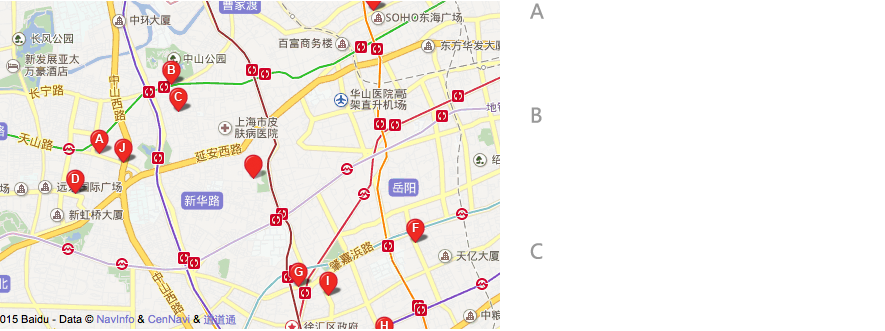 曹家渡
中环大厦
SOHO东海广场
长风公园
百富商务楼
东方华发大
新发展亚太
万豪酒店
中山公园
B
长宁路
中山西路
C
华山医院高
架直升机场
地
上海市皮
肤病医院
天山路
A
J
延安西路
D
远
国际广场
场
新华路
岳阳
新虹桥大厦
F
肇嘉浜路
天亿大厦
G
I
北
中山西路
中粮
H
徐汇区政府
015 Baidu - Data © NavInfo & CenNavi & 道道通
A
B
C